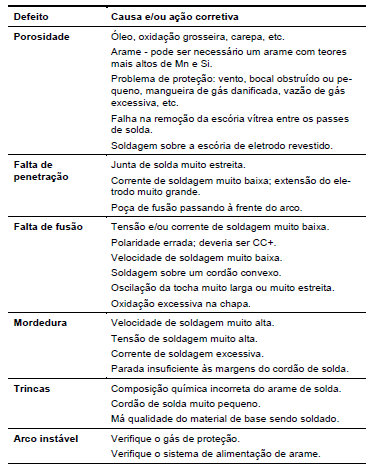 Defeito Causa e/ou ação corretiva
Porosidade Óleo, oxidação grosseira, carepa, etc.
Arame - pode ser necessário um arame com teores
mais altos de Mn e Si.
Problema de proteção: vento, bocal obstruído ou pe-
queno, mangueira de gás danificada, vazão de gás
excessiva, etc.
Falha na remoção da escória vítrea entre os passes
de solda.
Soldagem sobre a escória de eletrodo revestido.
Falta de Junta de solda muito estreita.
penetração Corrente de soldagem muito baixa; extensão do ele-
trodo muito grande.
Poça de fusão passando à frente do arco.
Falta de fusão Tensão e/ou corrente de soldagem muito baixa.
Polaridade errada; deveria ser CC+.
Velocidade de soldagem muito baixa.
Soldagem sobre um cordão convexo.
Oscilação da tocha muito larga ou muito estreita.
Oxidação excessiva na chapa.
Mordedura Velocidade de soldagem muito alta.
Tensão de soldagem muito alta.
Corrente de soldagem excessiva.
Parada insuficiente às margens do cordão de solda.
Trincas Composição química incorreta do arame de solda.
Cordão de solda muito pequeno.
Má qualidade do material de base sendo soldado.
Arco instável Verifique o gás de proteção.
Verifique o sistema de alimentação de arame.